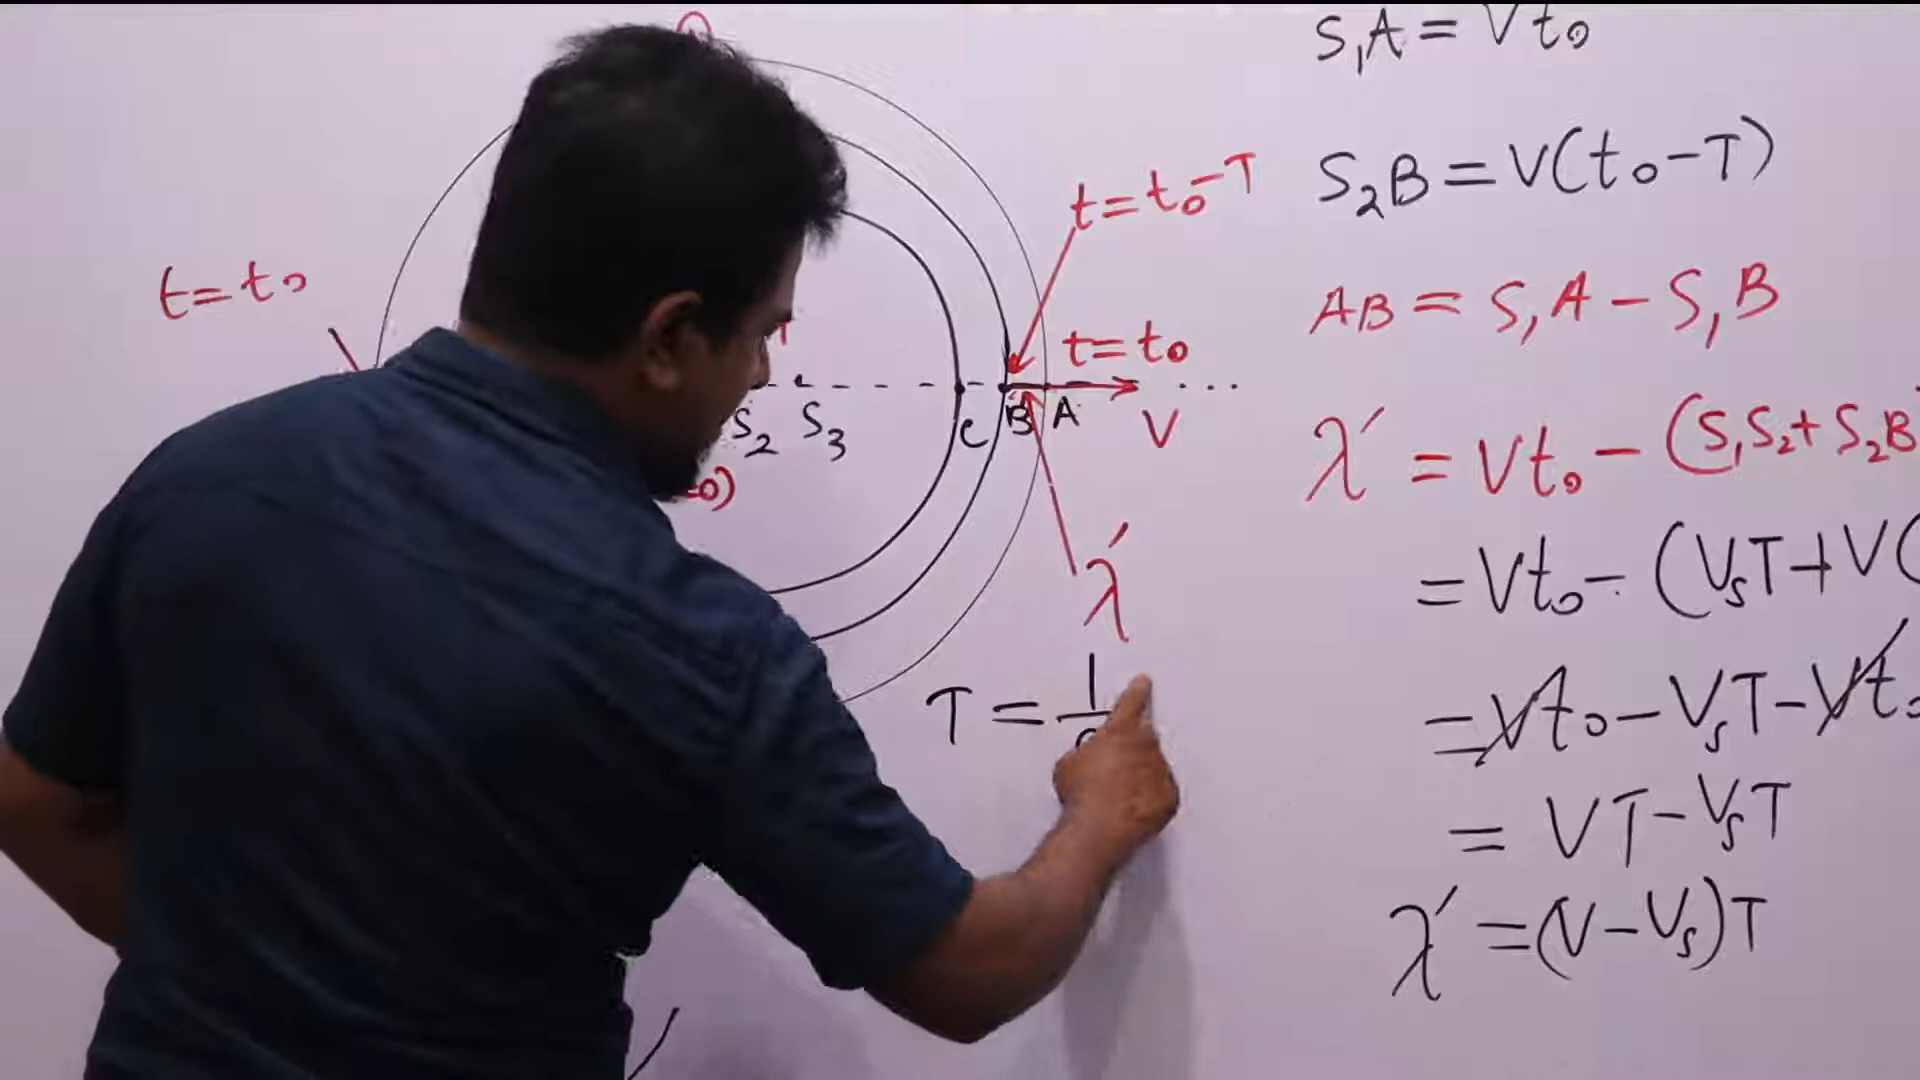 S₁A = Vt₀
S₂B = V(t₀-T)
AB = S₁A - S₁B
λ′ = Vt₀ - (S₁S₂ + S₂B
= Vt₀ - (VₛT + V(
= Vt₀ - VₛT - Vt₀
= VT - VₛT
λ′ = (V - Vₛ)T
t = t₀ - T
t = t₀
t = t₀
S₂ S₃ C B A V ...
λ′
T = 1